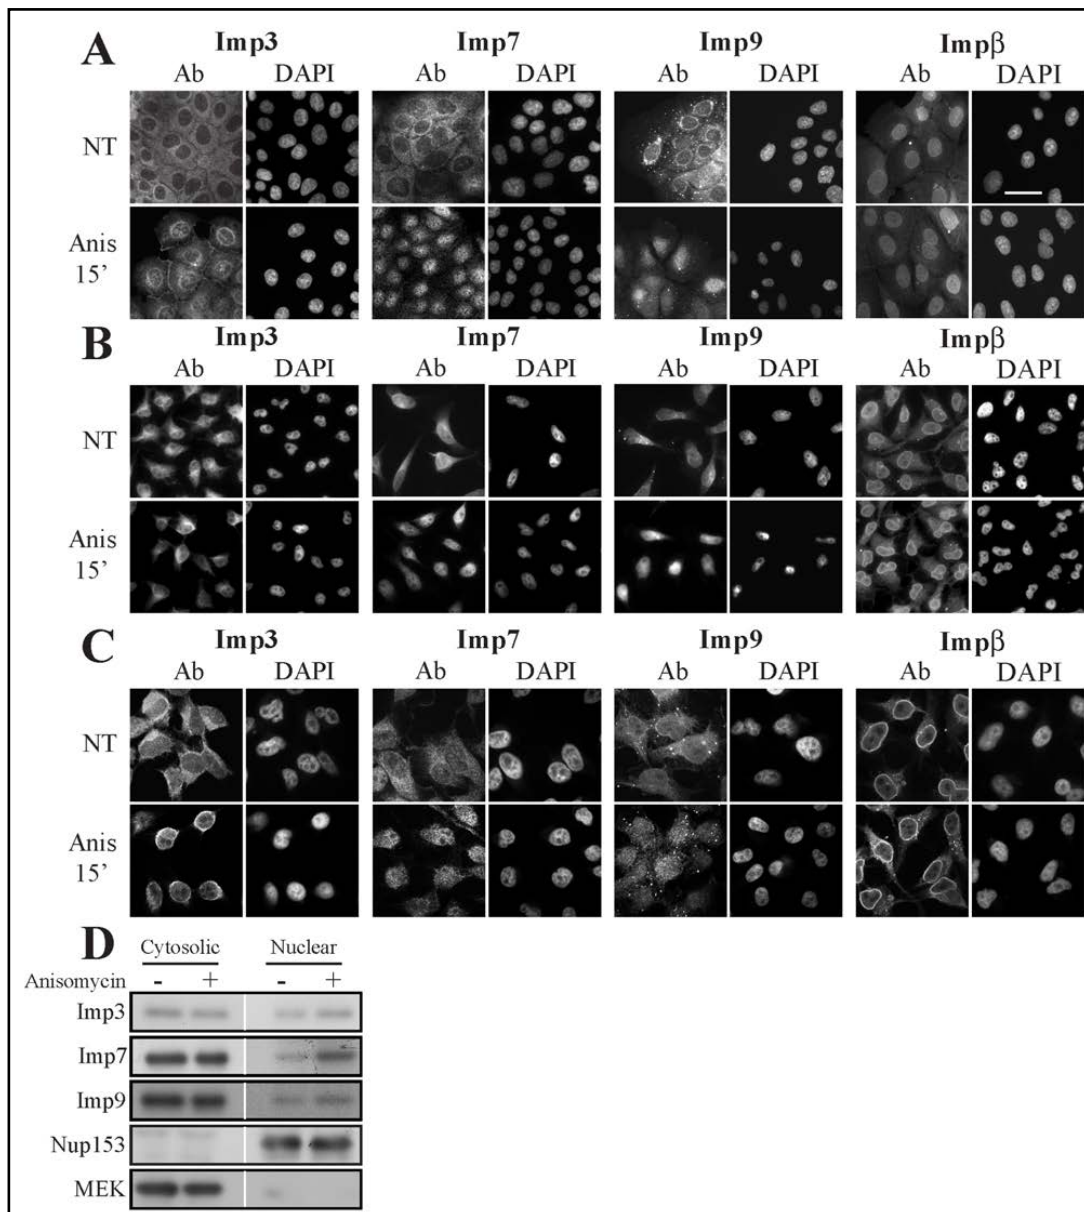 A Imp3 Imp7 Imp9 Impβ
Ab DAPI Ab DAPI Ab DAPI Ab DAPI
NT
Anis
15’
B Imp3 Imp7 Imp9 Impβ
Ab DAPI Ab DAPI Ab DAPI Ab DAPI
NT
Anis
15’
C Imp3 Imp7 Imp9 Impβ
Ab DAPI Ab DAPI Ab DAPI Ab DAPI
NT
Anis
15’
D Cytosolic Nuclear
Anisomycin - + - +
Imp3
Imp7
Imp9
Nup153
MEK